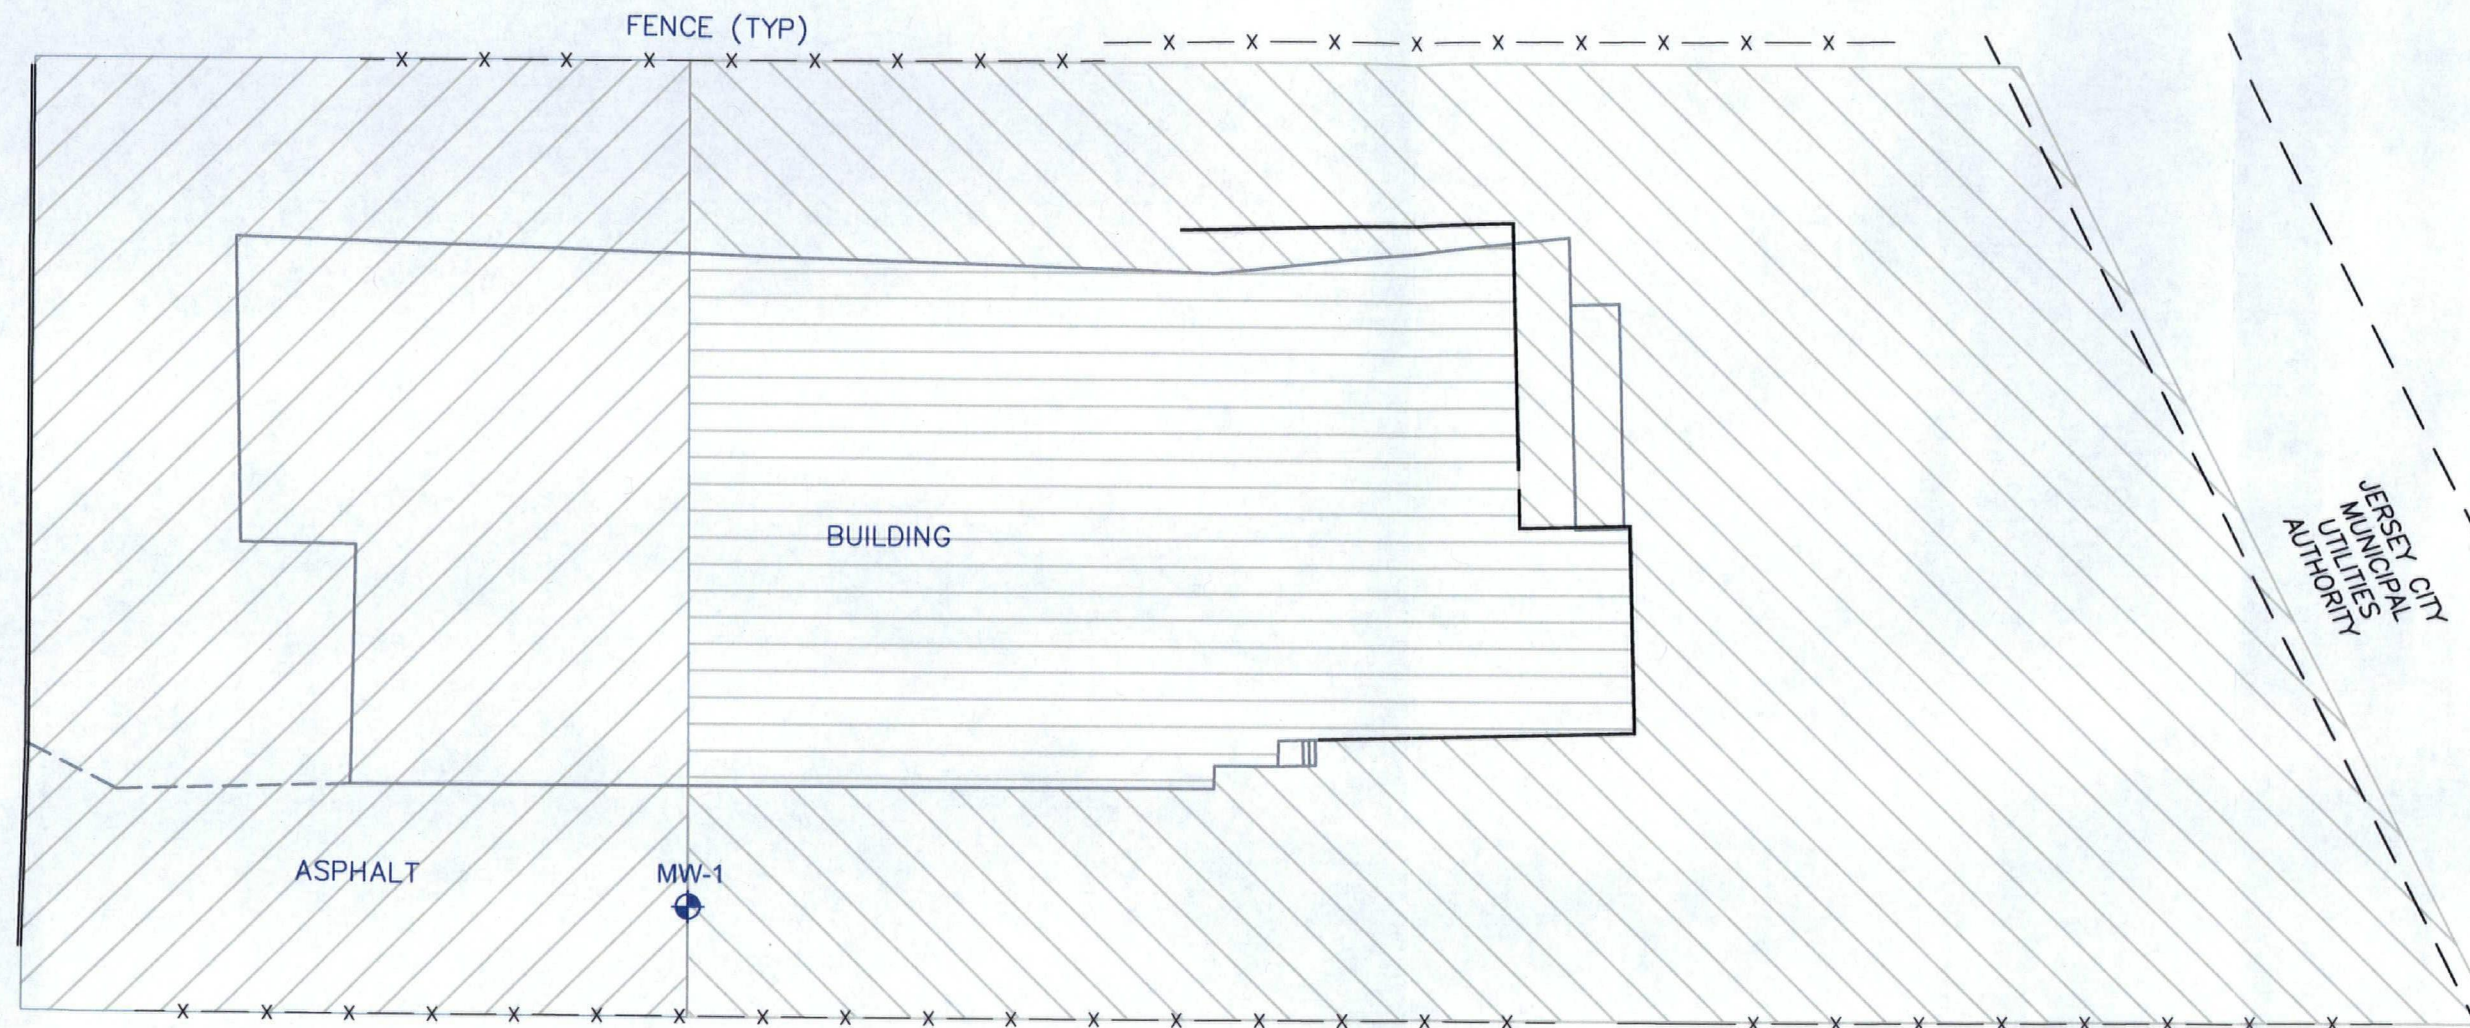 FENCE (TYP)
BUILDING
ASPHALT
MW-1
JERSEY CITY
MUNICIPAL
UTILITIES
AUTHORITY